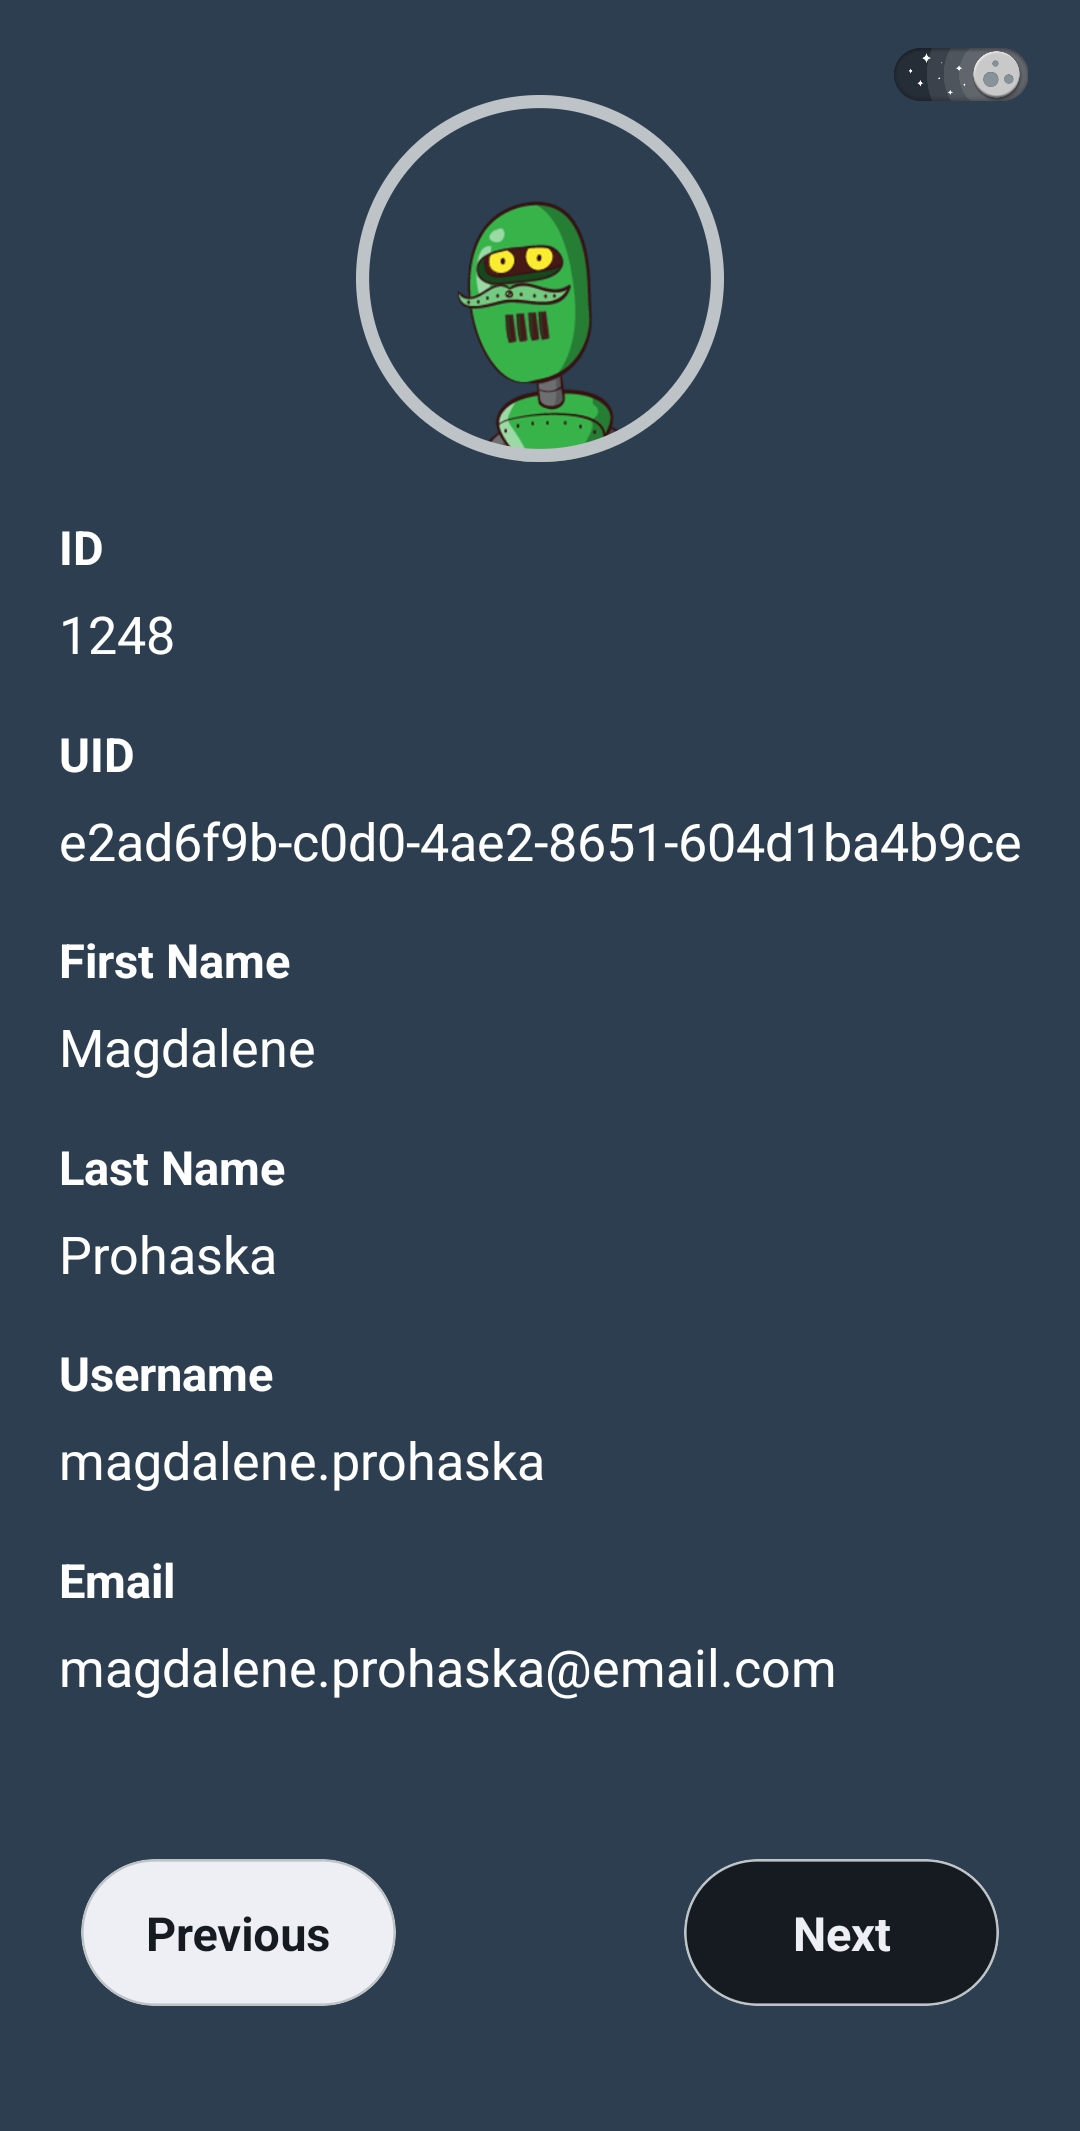 ID
1248
UID
e2ad6f9b-c0d0-4ae2-8651-604d1ba4b9ce
First Name
Magdalene
Last Name
Prohaska
Username
magdalene.prohaska
Email
magdalene.prohaska@email.com
Previous
Next